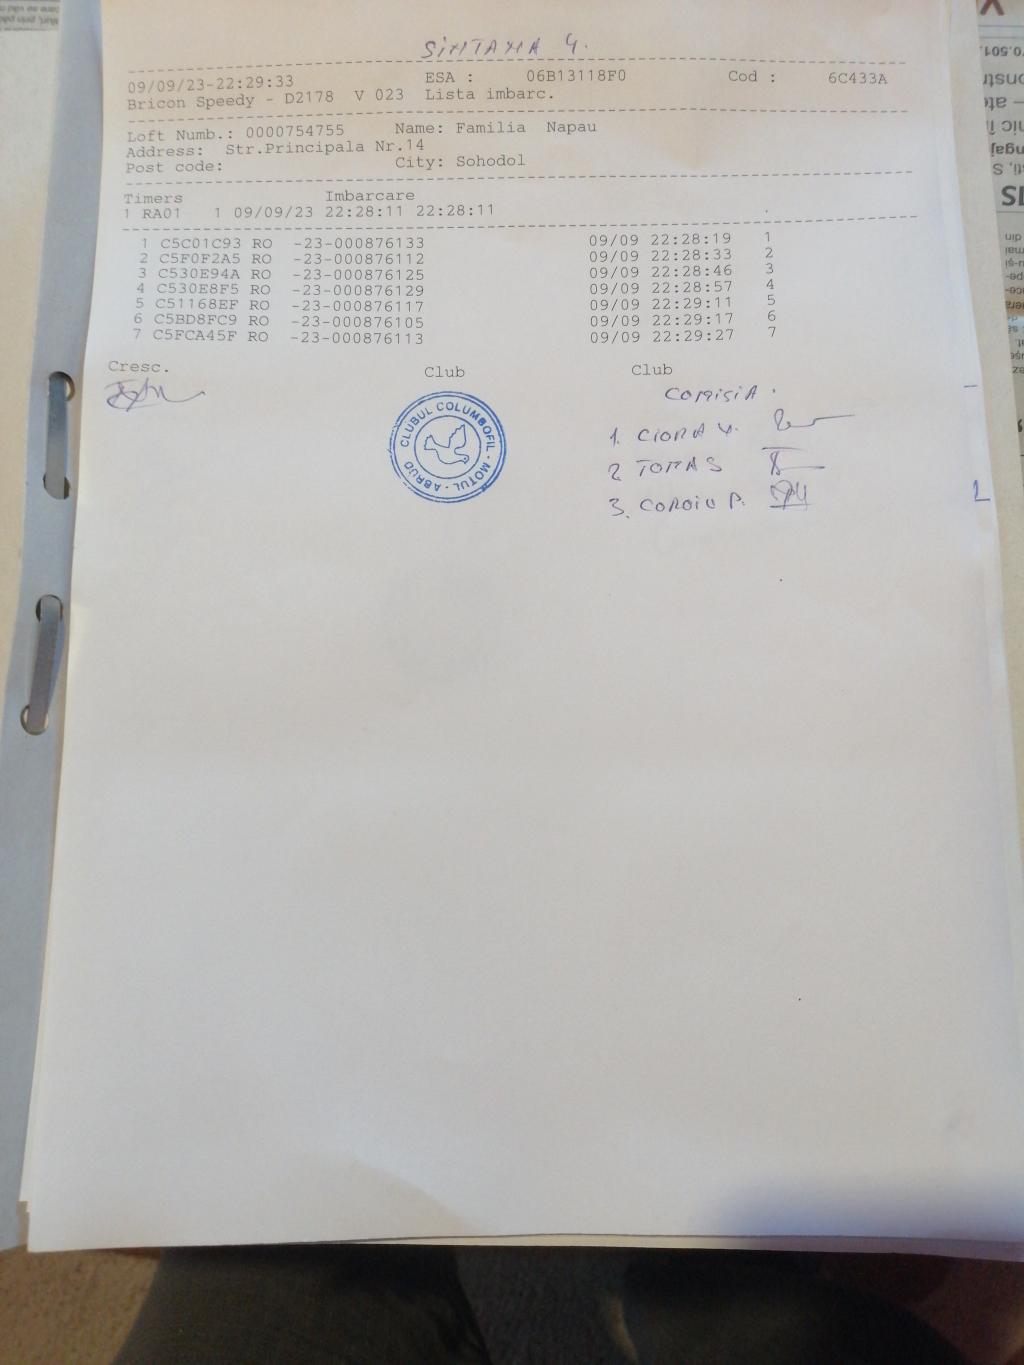 SINTANA 4.
09/09/23-22:29:33 ESA : 06B13118F0 Cod : 6C433A
Bricon Speedy - D2178 V 023 Lista imbarc.
Loft Numb.: 0000754755 Name: Familia Napau
Address: Str.Principala Nr.14
Post code: City: Sohodol
Timers Imbarcare
1 RA01 1 09/09/23 22:28:11 22:28:11
1 C5C01C93 RO -23-000876133 09/09 22:28:19 1
2 C5F0F2A5 RO -23-000876112 09/09 22:28:33 2
3 C530E94A RO -23-000876125 09/09 22:28:46 3
4 C530E8F5 RO -23-000876129 09/09 22:28:57 4
5 C51168EF RO -23-000876117 09/09 22:29:11 5
6 C5BD8FC9 RO -23-000876105 09/09 22:29:17 6
7 C5FCA45F RO -23-000876113 09/09 22:29:27 7
Cresc. Club Club
COMISIA.
CLUBUL COLUMBOFIL - MOTUL - ABRUD
1. CIORA V.
2 TOMA S
3. CORDIU P.